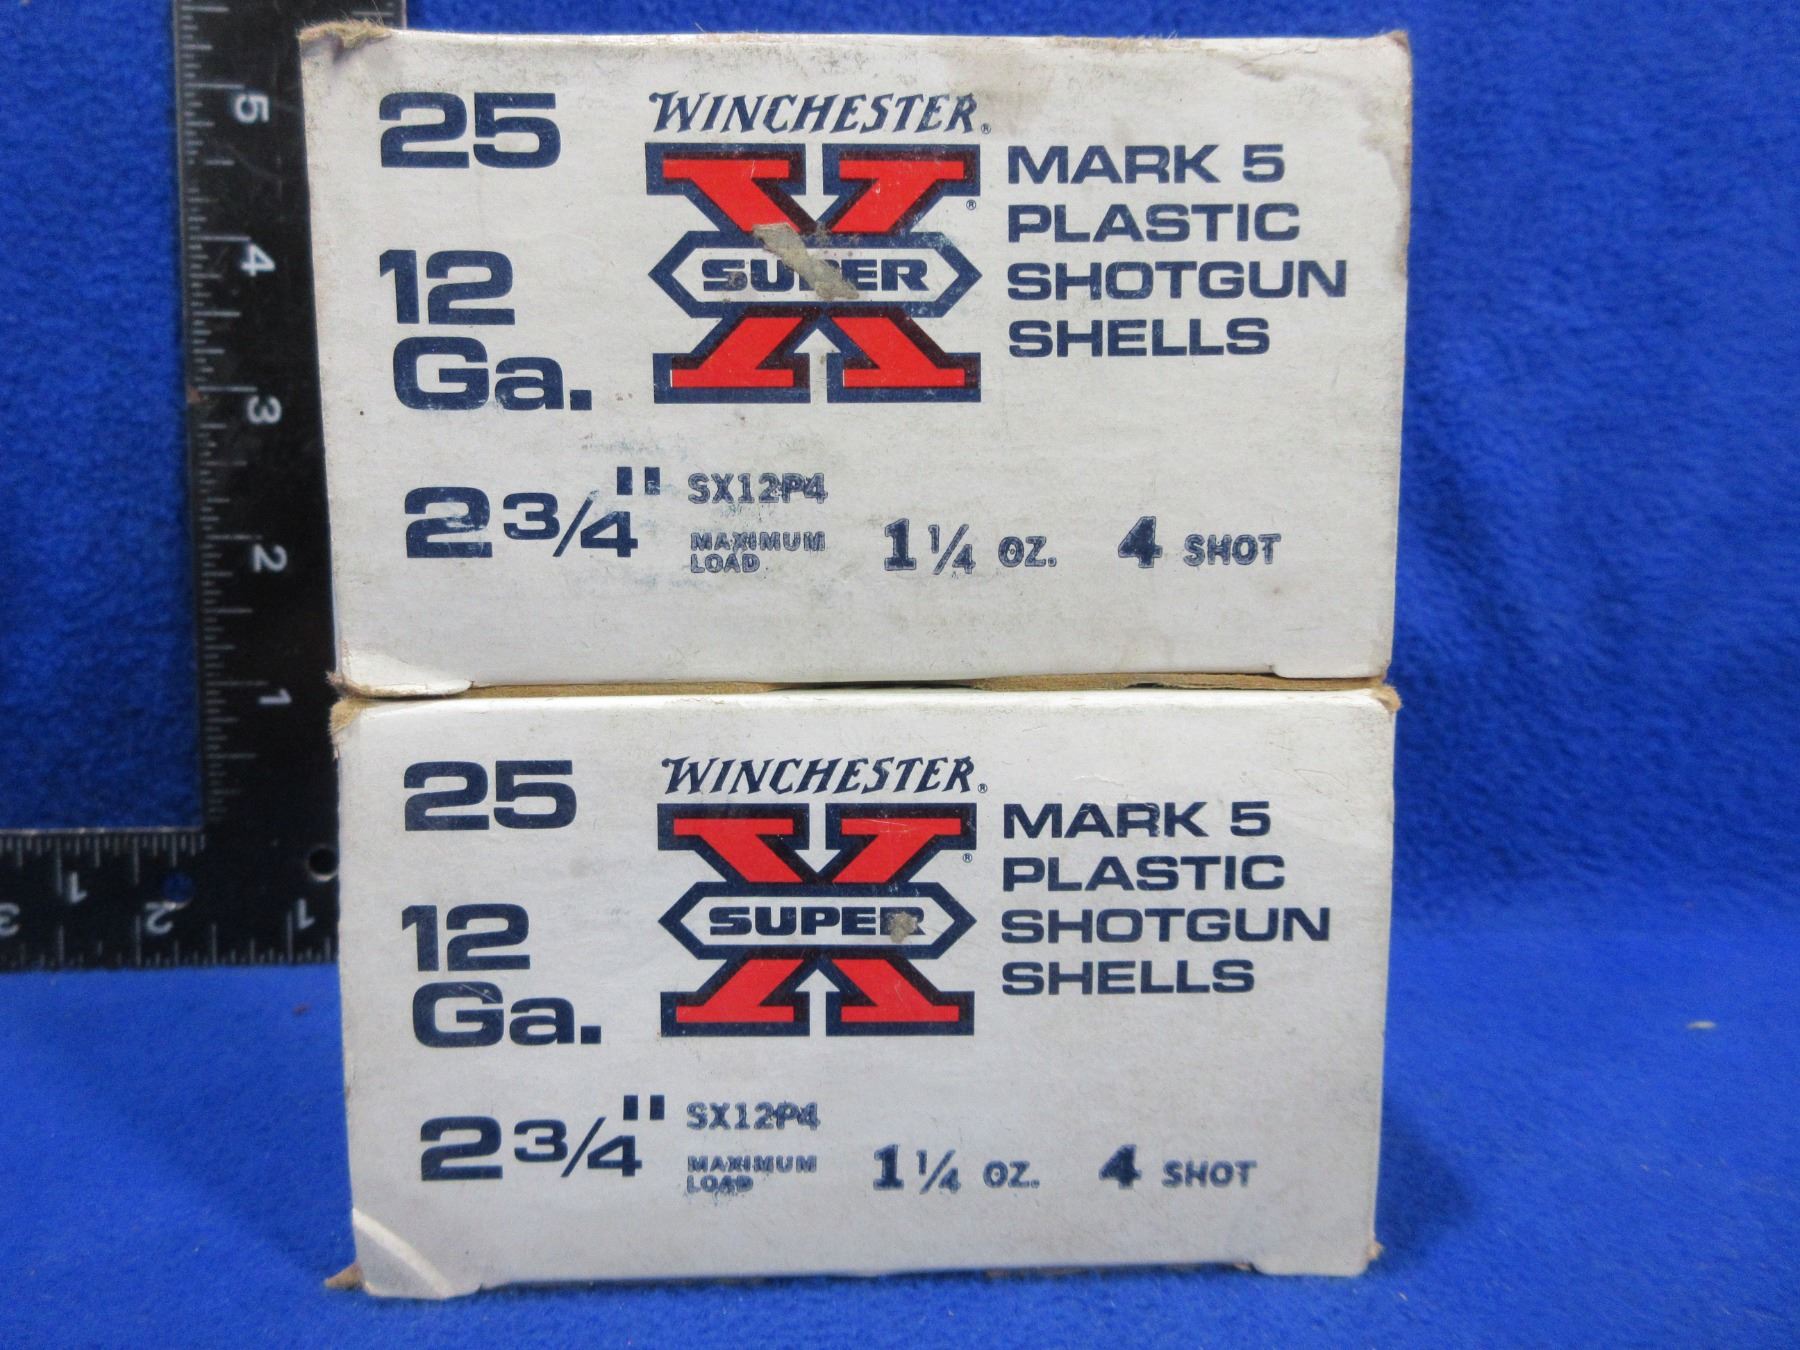 5
4
3
2
1
3 1 2 1
25
12
Ga.
WINCHESTER®
SUPER ®
MARK 5
PLASTIC
SHOTGUN
SHELLS
2 3/4" SX12P4
MAXIMUM
LOAD
1 1/4 OZ. 4 SHOT
25
12
Ga.
WINCHESTER®
SUPER ®
MARK 5
PLASTIC
SHOTGUN
SHELLS
2 3/4" SX12P4
MAXIMUM
LOAD
1 1/4 OZ. 4 SHOT